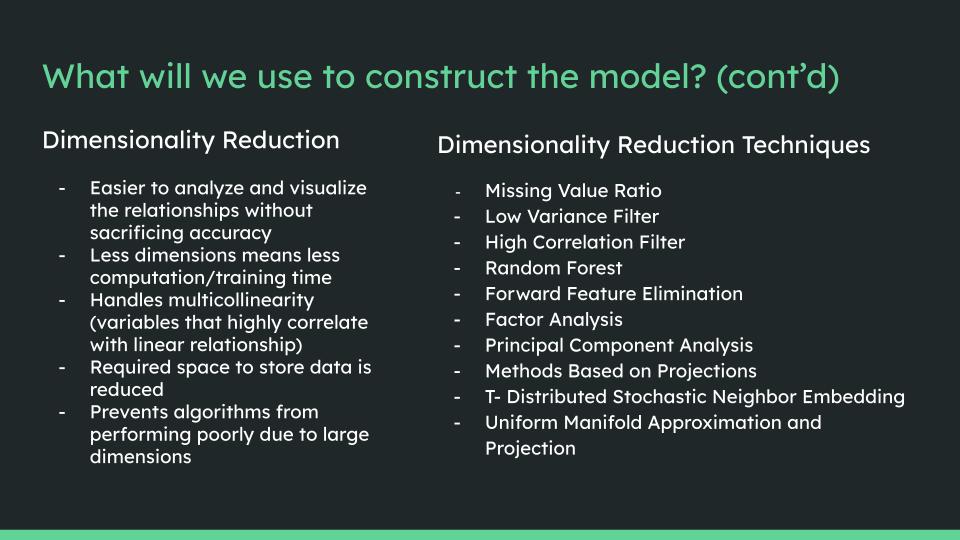 What will we use to construct the model? (cont’d)
Dimensionality Reduction
- Easier to analyze and visualize
the relationships without
sacrificing accuracy
- Less dimensions means less
computation/training time
- Handles multicollinearity
(variables that highly correlate
with linear relationship)
- Required space to store data is
reduced
- Prevents algorithms from
performing poorly due to large
dimensions
Dimensionality Reduction Techniques
- Missing Value Ratio
- Low Variance Filter
- High Correlation Filter
- Random Forest
- Forward Feature Elimination
- Factor Analysis
- Principal Component Analysis
- Methods Based on Projections
- T- Distributed Stochastic Neighbor Embedding
- Uniform Manifold Approximation and
Projection